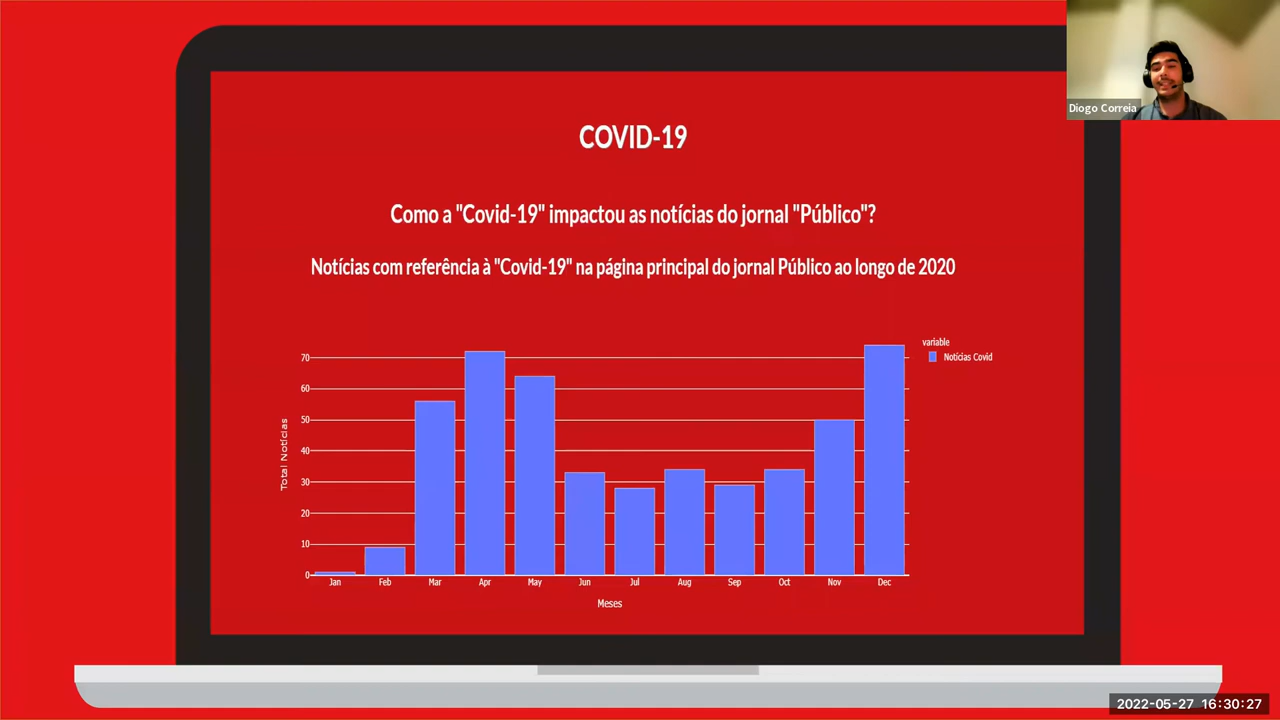 Diogo Correia
COVID-19
Como a "Covid-19" impactou as notícias do jornal "Público"?
Notícias com referência à "Covid-19" na página principal do jornal Público ao longo de 2020
variable
Notícias Covid
Total Notícias
70
60
50
40
30
20
10
0
Jan Feb Mar Apr May Jun Jul Aug Sep Oct Nov Dec
Meses
2022-05-27 16:30:27